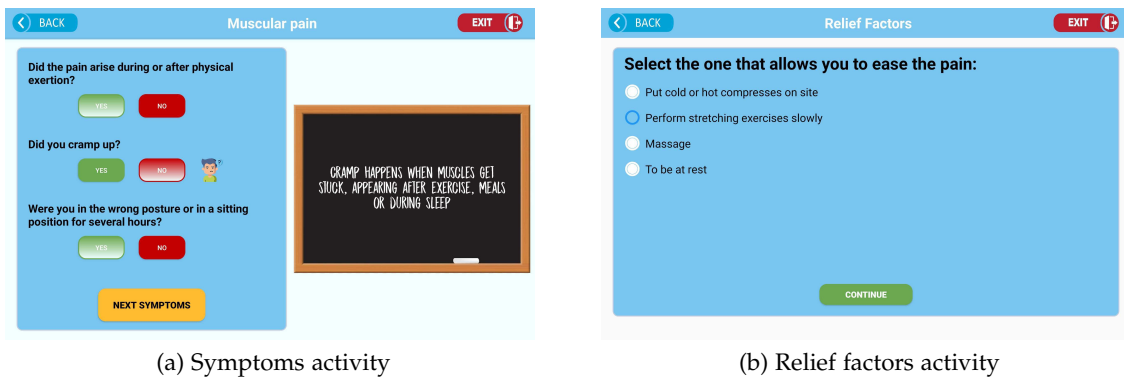 BACK
Muscular pain
EXIT
Did the pain arise during or after physical
exertion?
YES
NO
Did you cramp up?
YES
NO
?
Were you in the wrong posture or in a sitting
position for several hours?
YES
NO
NEXT SYMPTOMS
CRAMP HAPPENS WHEN MUSCLES GET
STUCK, APPEARING AFTER EXERCISE, MEALS
OR DURING SLEEP
(a) Symptoms activity
BACK
Relief Factors
EXIT
Select the one that allows you to ease the pain:
Put cold or hot compresses on site
Perform stretching exercises slowly
Massage
To be at rest
CONTINUE
(b) Relief factors activity